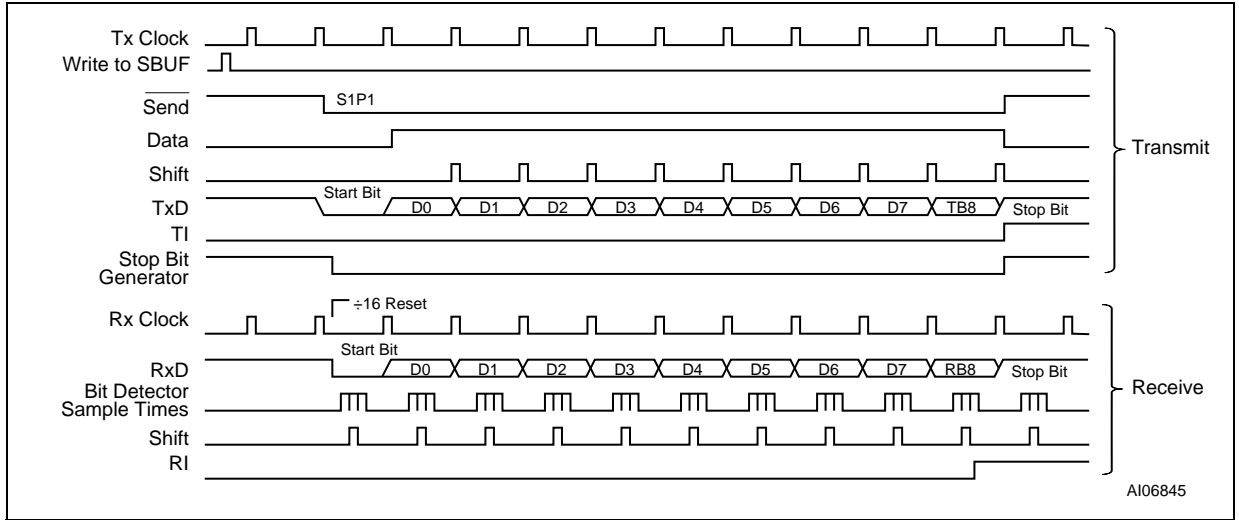 Tx Clock
Write to SBUF
Send
S1P1
Data
Transmit
Shift
Start Bit
TxD
D0 D1 D2 D3 D4 D5 D6 D7 TB8 Stop Bit
TI
Stop Bit
Generator
÷16 Reset
Rx Clock
Start Bit
RxD
D0 D1 D2 D3 D4 D5 D6 D7 RB8 Stop Bit
Bit Detector
Sample Times
Receive
Shift
RI
AI06845